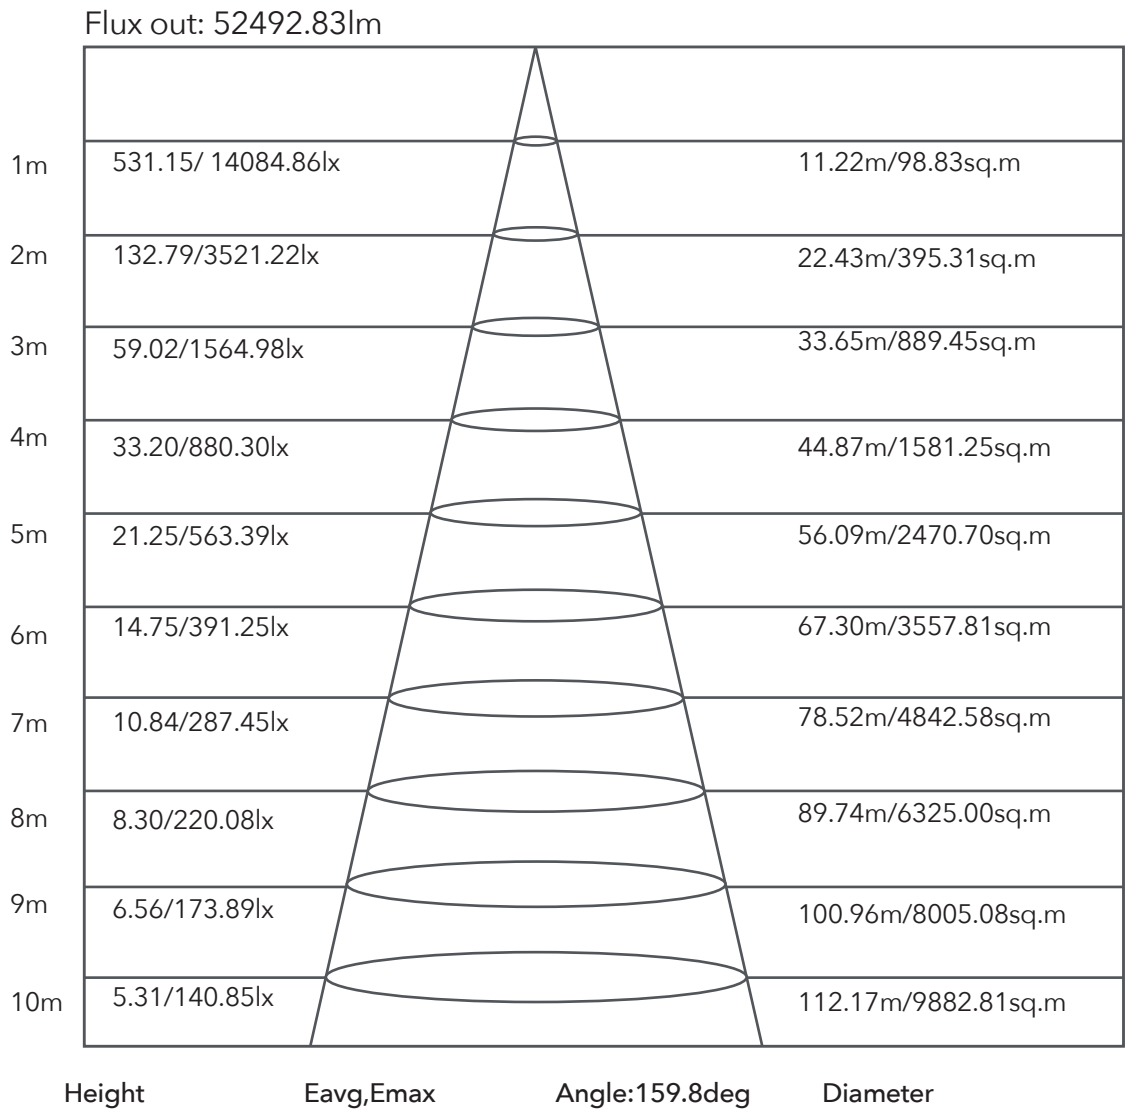 Flux out: 52492.83lm
1m 531.15/ 14084.86lx 11.22m/98.83sq.m
2m 132.79/3521.22lx 22.43m/395.31sq.m
3m 59.02/1564.98lx 33.65m/889.45sq.m
4m 33.20/880.30lx 44.87m/1581.25sq.m
5m 21.25/563.39lx 56.09m/2470.70sq.m
6m 14.75/391.25lx 67.30m/3557.81sq.m
7m 10.84/287.45lx 78.52m/4842.58sq.m
8m 8.30/220.08lx 89.74m/6325.00sq.m
9m 6.56/173.89lx 100.96m/8005.08sq.m
10m 5.31/140.85lx 112.17m/9882.81sq.m
Height Eavg,Emax Angle:159.8deg Diameter